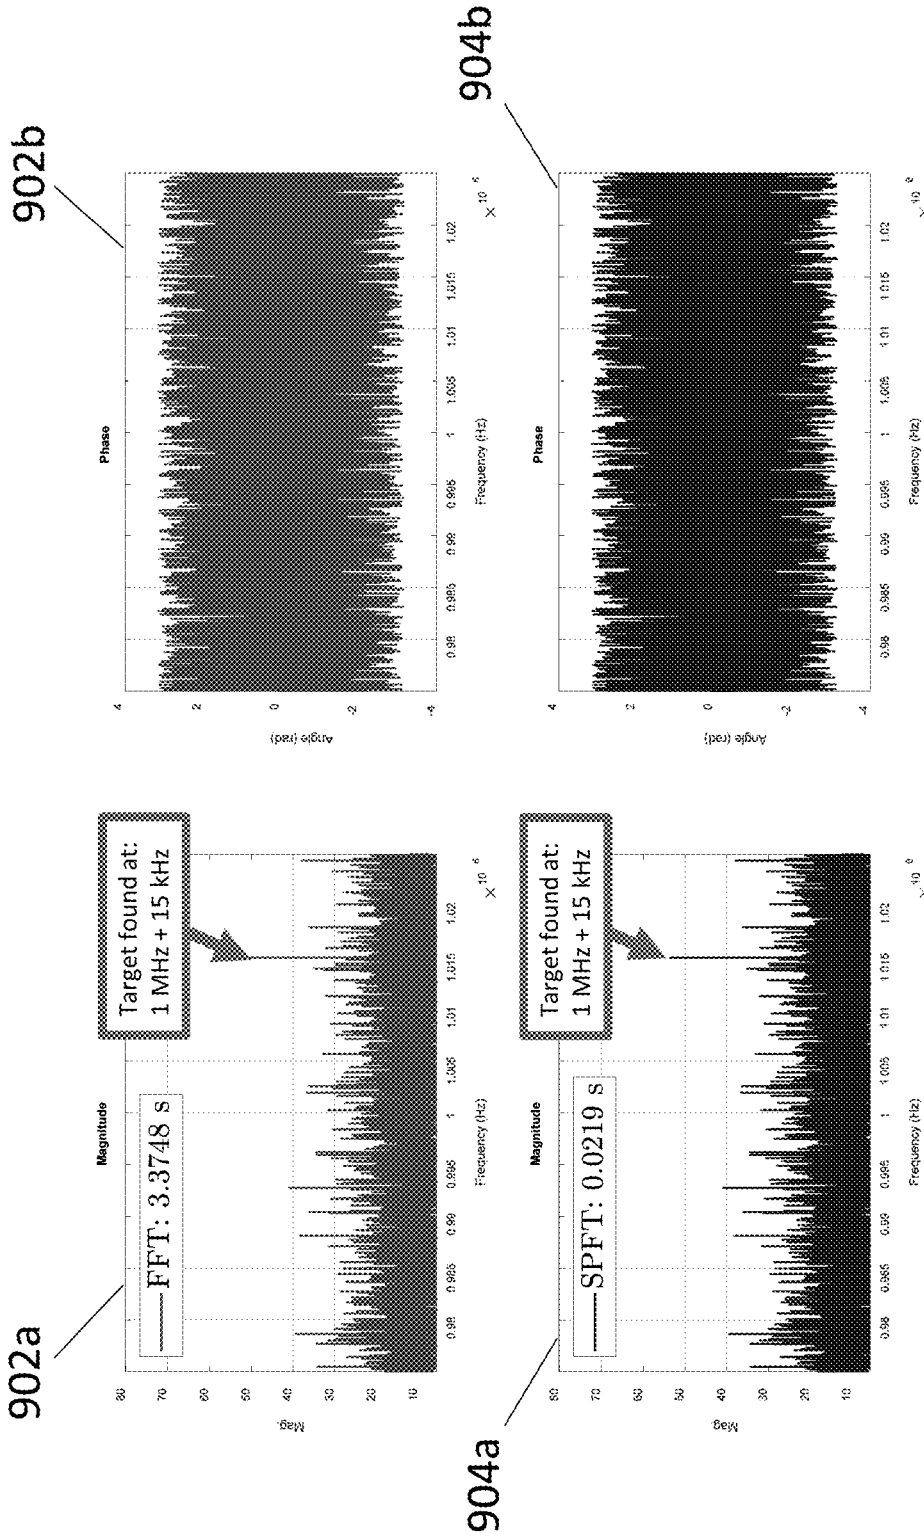 902a
Magnitude
FFT: 3.3748 s
Target found at:
1 MHz + 15 kHz
80
70
60
50
40
30
20
10
Mag.
0.98
0.985
0.99
0.995
1
1.005
1.01
1.015
1.02
× 10 6
Frequency (Hz)
902b
Phase
4
2
0
-2
-4
Angle (rad)
0.98
0.985
0.99
0.995
1
1.005
1.01
1.015
1.02
× 10 6
Frequency (Hz)
904a
Magnitude
SPFT: 0.0219 s
Target found at:
1 MHz + 15 kHz
80
70
60
50
40
30
20
10
Mag.
0.98
0.985
0.99
0.995
1
1.005
1.01
1.015
1.02
× 10
Frequency (Hz)
904b
Phase
4
2
0
-2
-4
Angle (rad)
0.98
0.985
0.99
0.995
1
1.005
1.01
1.015
1.02
× 10
Frequency (Hz)